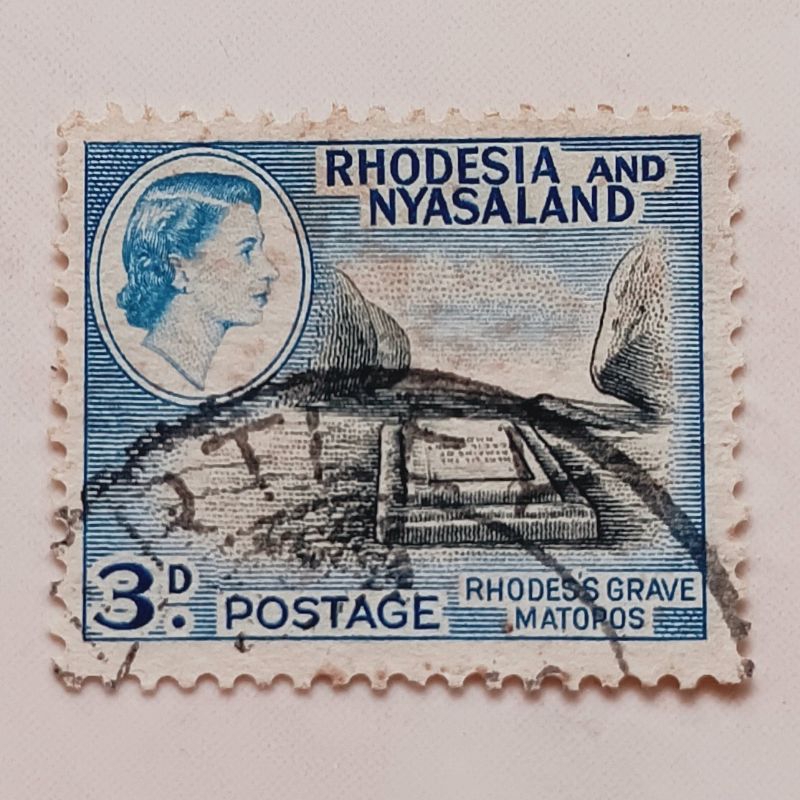 RHODESIA AND
NYASALAND
3D.
POSTAGE
RHODES'S GRAVE
MATOPOS